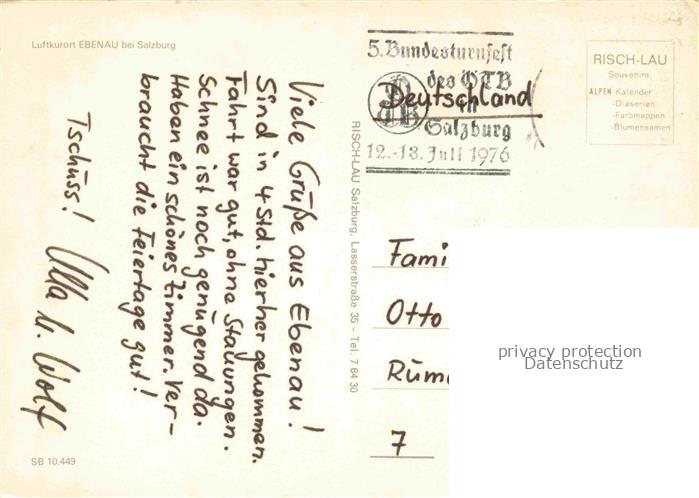 Luftkurort EBENAU bei Salzburg
Viele Grüße aus Ebenau!
Sind in 4 Std. hierher gekommen.
Fahrt war gut, ohne Stauungen.
Schnee ist noch genügend da.
Haben ein schönes Zimmer. Ver-
braucht die Feiertage gut!
Tschüss! Ulla u. Wolf
SB 10.449
RISCH-LAU Salzburg, Lasserstraße 35 - Tel. 7 64 30
5. Bundesturnfest
des ÖTB
in
Salzburg
12.-13. Juli 1976
Deutschland
RISCH-LAU
Souvenirs
ALPEN-Kalender
-Diaserien
-Farbmappen
-Blumensamen
Fami
Otto
Rüm
7
privacy protection
Datenschutz